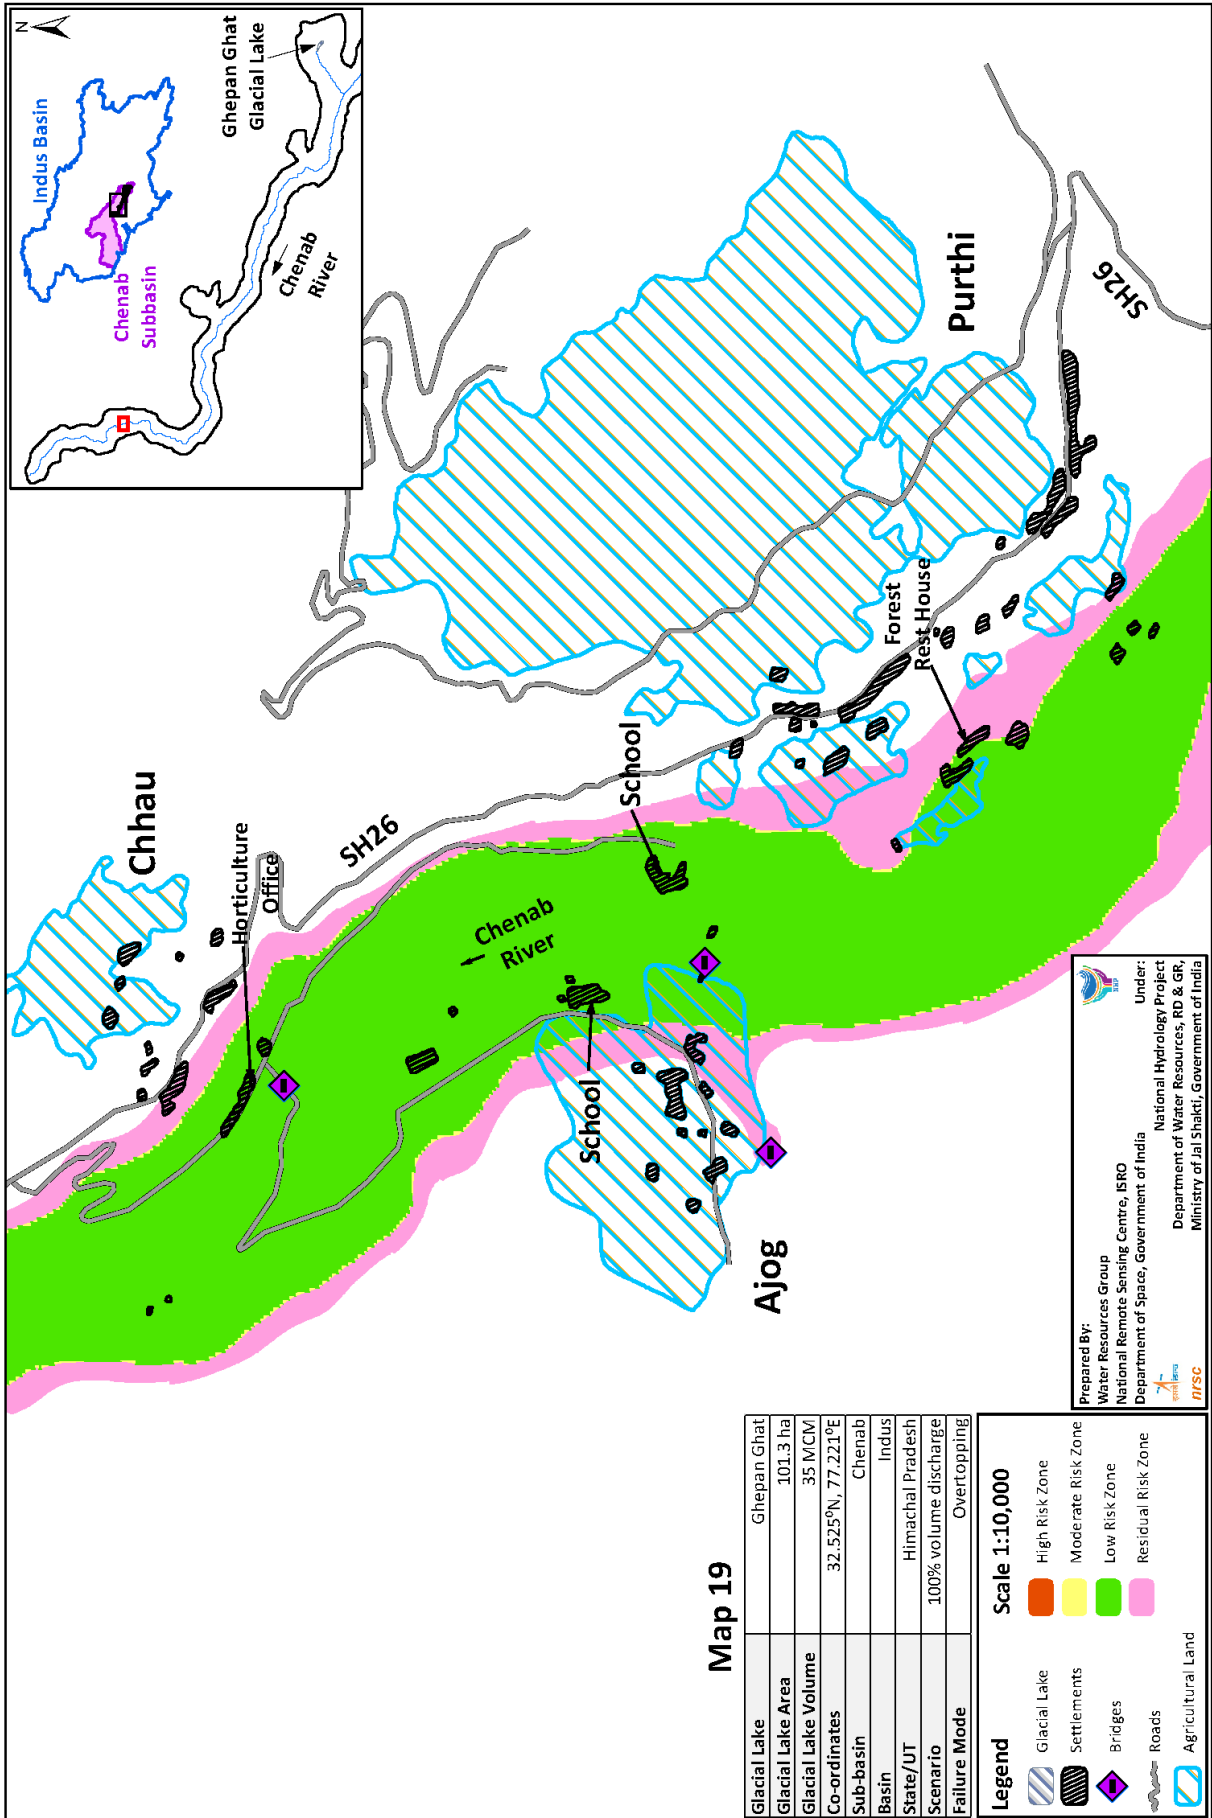 N
Indus Basin
Chenab
Subbasin
Ghepan Ghat
Glacial Lake
Chenab
River
Chhau
Horticulture
Office
SH26
School
Chenab
River
School
Ajog
Forest
Rest House
Purthi
SH26
Map 19
Glacial Lake Ghepan Ghat
Glacial Lake Area 101.3 ha
Glacial Lake Volume 35 MCM
Co-ordinates 32.525⁰N, 77.221⁰E
Sub-basin Chenab
Basin Indus
State/UT Himachal Pradesh
Scenario 100% volume discharge
Failure Mode Overtopping
Legend
Scale 1:10,000
Glacial Lake
Settlements
Bridges
Roads
Agricultural Land
High Risk Zone
Moderate Risk Zone
Low Risk Zone
Residual Risk Zone
Prepared By:
Water Resources Group
National Remote Sensing Centre, ISRO
Department of Space, Government of India
Under:
National Hydrology Project
Department of Water Resources, RD & GR,
Ministry of Jal Shakti, Government of India
nrsc